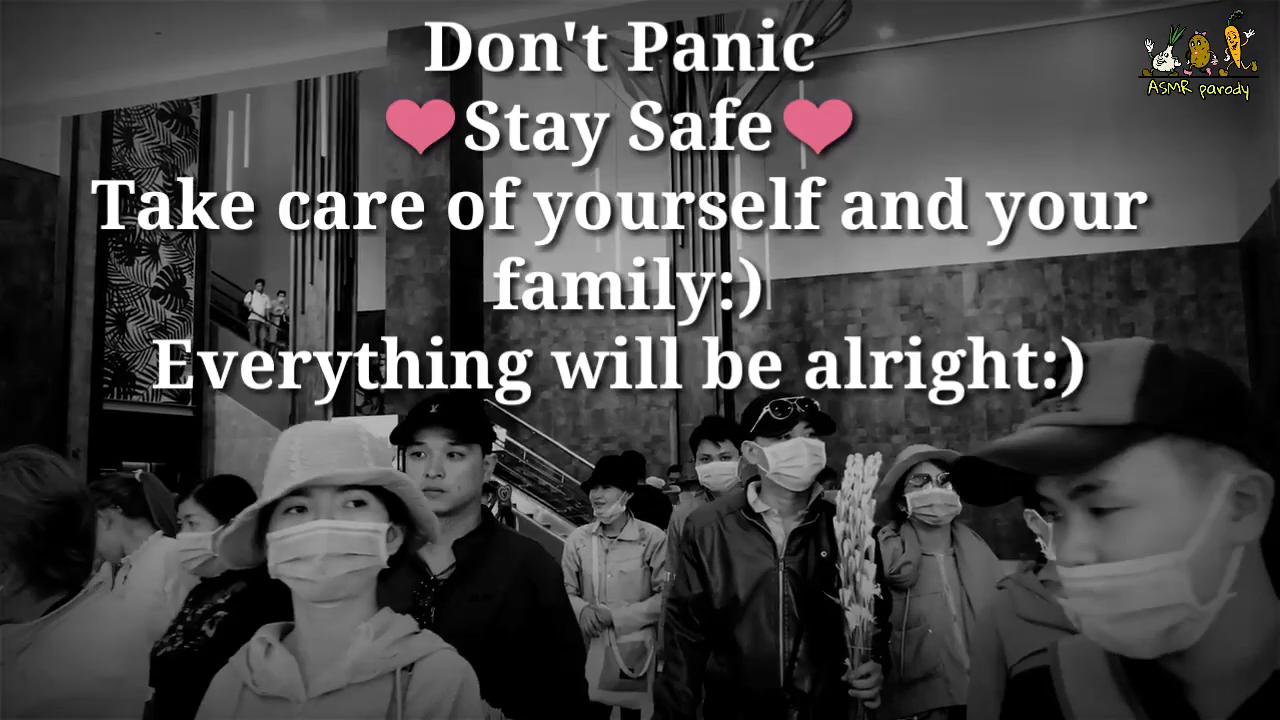 Don't Panic
❤Stay Safe❤
Take care of yourself and your
family:)
Everything will be alright:)
ASMR parody